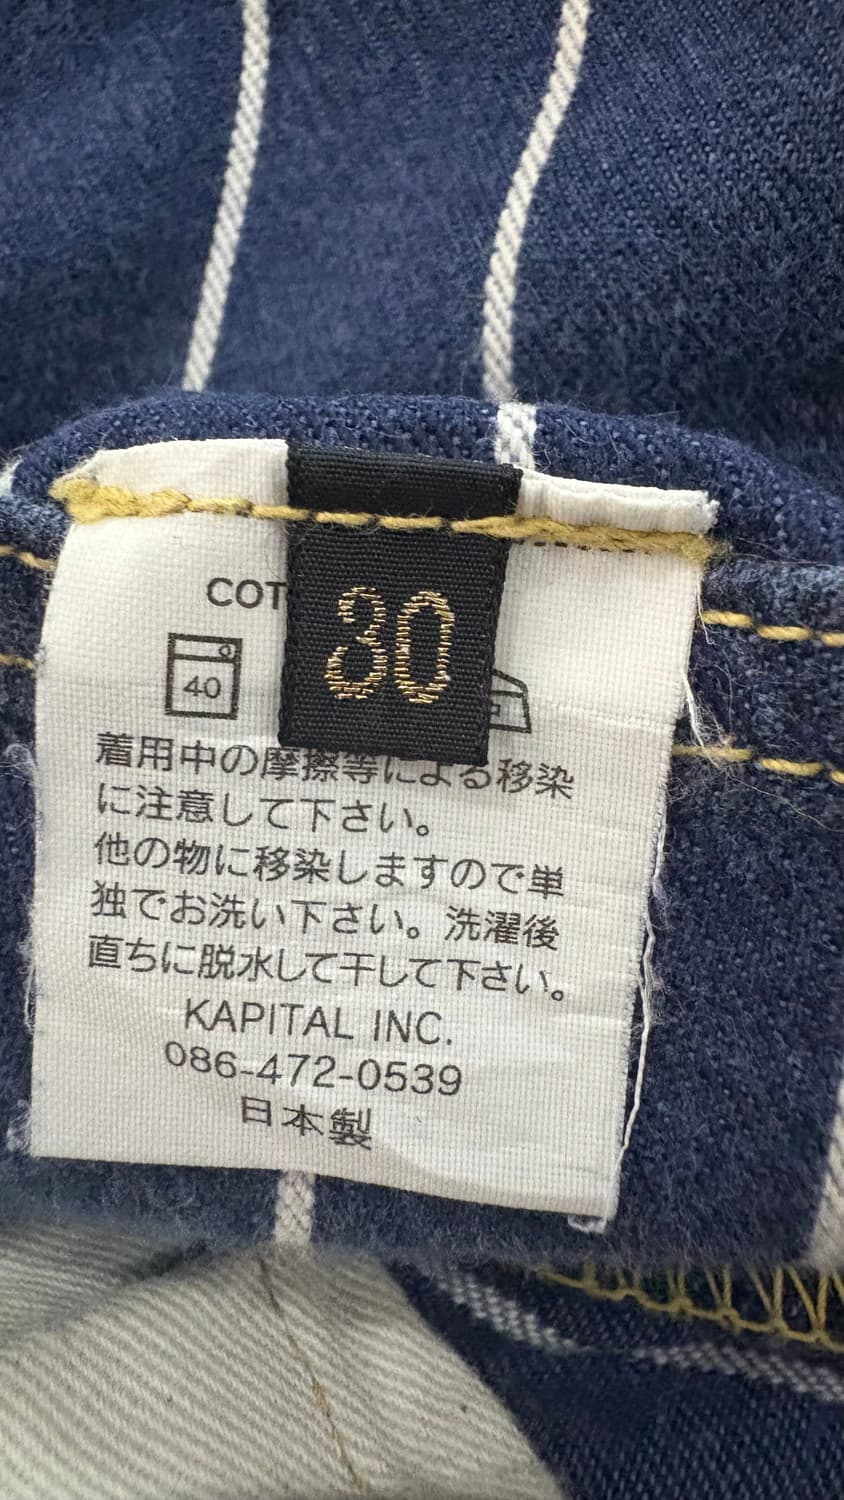 30
40
着用中の摩擦等による移染
に注意して下さい。
他の物に移染しますので単
独でお洗い下さい。洗濯後
直ちに脱水して干して下さい。
KAPITAL INC.
086-472-0539
日本製